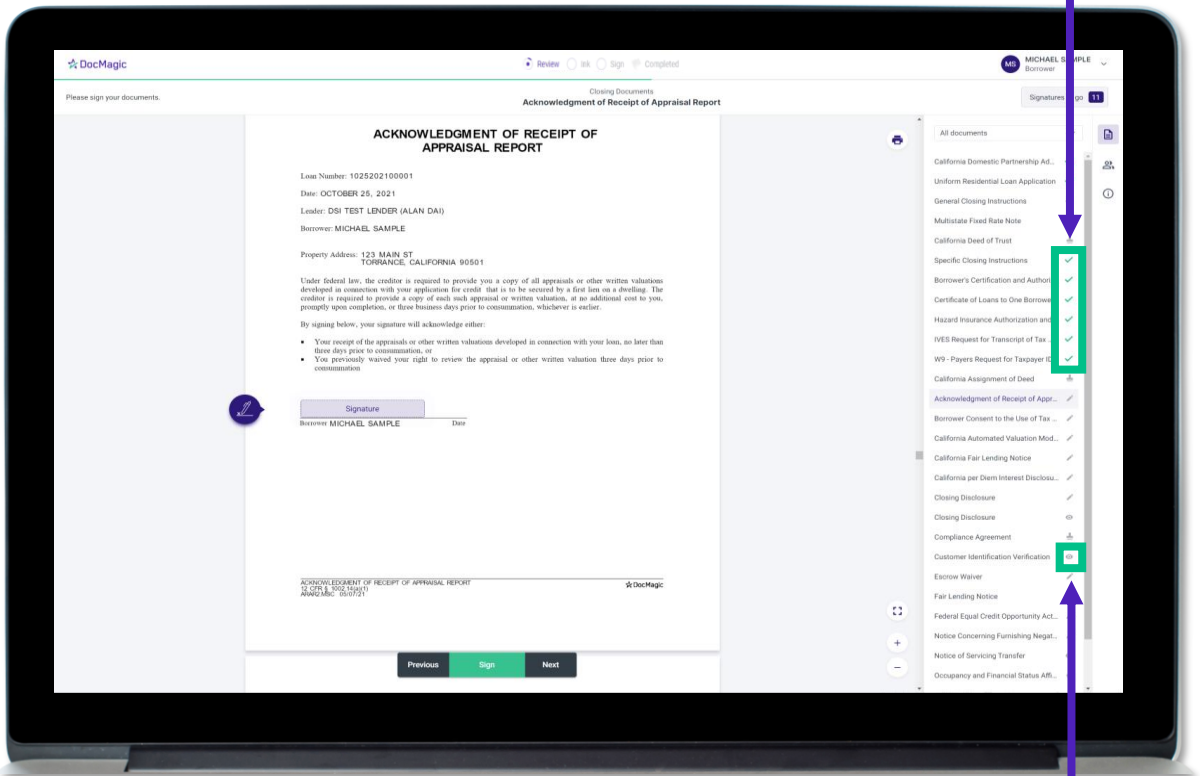 DocMagic
Review Ink Sign Completed
MS
MICHAEL SAMPLE
Borrower
Please sign your documents.
Closing Documents
Acknowledgment of Receipt of Appraisal Report
Signatures
go 11
ACKNOWLEDGMENT OF RECEIPT OF
APPRAISAL REPORT
Loan Number: 1025202100001
Date: OCTOBER 25, 2021
Lender: DSI TEST LENDER (ALAN DAI)
Borrower: MICHAEL SAMPLE
Property Address: 123 MAIN ST
TORRANCE, CALIFORNIA 90501
Under federal law, the creditor is required to provide you a copy of all appraisals or other written valuations
developed in connection with your application for credit that is to be secured by a first lien on a dwelling. The
creditor is required to provide a copy of each such appraisal or written valuation, at no additional cost to you,
promptly upon completion, or three business days prior to consummation, whichever is earlier.
By signing below, your signature will acknowledge either:
• Your receipt of the appraisals or other written valuations developed in connection with your loan, no later than
three days prior to consummation, or
• You previously waived your right to review the appraisal or other written valuation three days prior to
consummation
Signature
Borrower MICHAEL SAMPLE Date
ACKNOWLEDGMENT OF RECEIPT OF APPRAISAL REPORT
12 CFR § 1002.14(a)(1)
ARAR2.MSC 05/07/21
DocMagic
Previous Sign Next
All documents
California Domestic Partnership Ad..
Uniform Residential Loan Application
General Closing Instructions
Multistate Fixed Rate Note
California Deed of Trust
Specific Closing Instructions
Borrower's Certification and Authori
Certificate of Loans to One Borrowe
Hazard Insurance Authorization and
IVES Request for Transcript of Tax ..
W9 - Payers Request for Taxpayer ID
California Assignment of Deed
Acknowledgment of Receipt of Appr...
Borrower Consent to the Use of Tax ...
California Automated Valuation Mod...
California Fair Lending Notice
California per Diem Interest Disclosu...
Closing Disclosure
Closing Disclosure
Compliance Agreement
Customer Identification Verification
Escrow Waiver
Fair Lending Notice
Federal Equal Credit Opportunity Act...
Notice Concerning Furnishing Negat...
Notice of Servicing Transfer
Occupancy and Financial Status Affi...